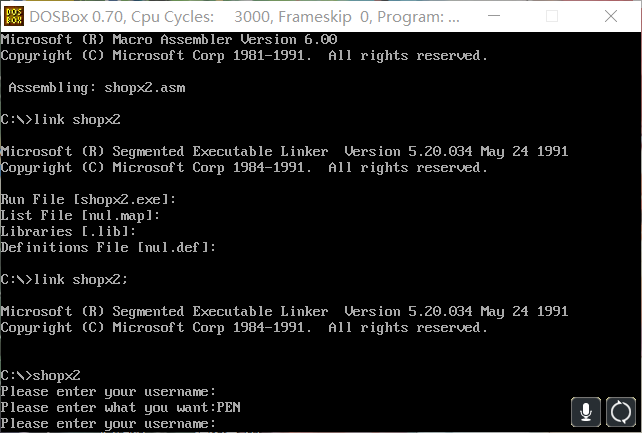 DOS
BOX
DOSBox 0.70, Cpu Cycles: 3000, Frameskip 0, Program: ...
Microsoft (R) Macro Assembler Version 6.00
Copyright (C) Microsoft Corp 1981-1991. All rights reserved.
Assembling: shopx2.asm
C:\>link shopx2
Microsoft (R) Segmented Executable Linker Version 5.20.034 May 24 1991
Copyright (C) Microsoft Corp 1984-1991. All rights reserved.
Run File [shopx2.exe]:
List File [nul.map]:
Libraries [.lib]:
Definitions File [nul.def]:
C:\>link shopx2;
Microsoft (R) Segmented Executable Linker Version 5.20.034 May 24 1991
Copyright (C) Microsoft Corp 1984-1991. All rights reserved.
C:\>shopx2
Please enter your username:
Please enter what you want:PEN
Please enter your username: